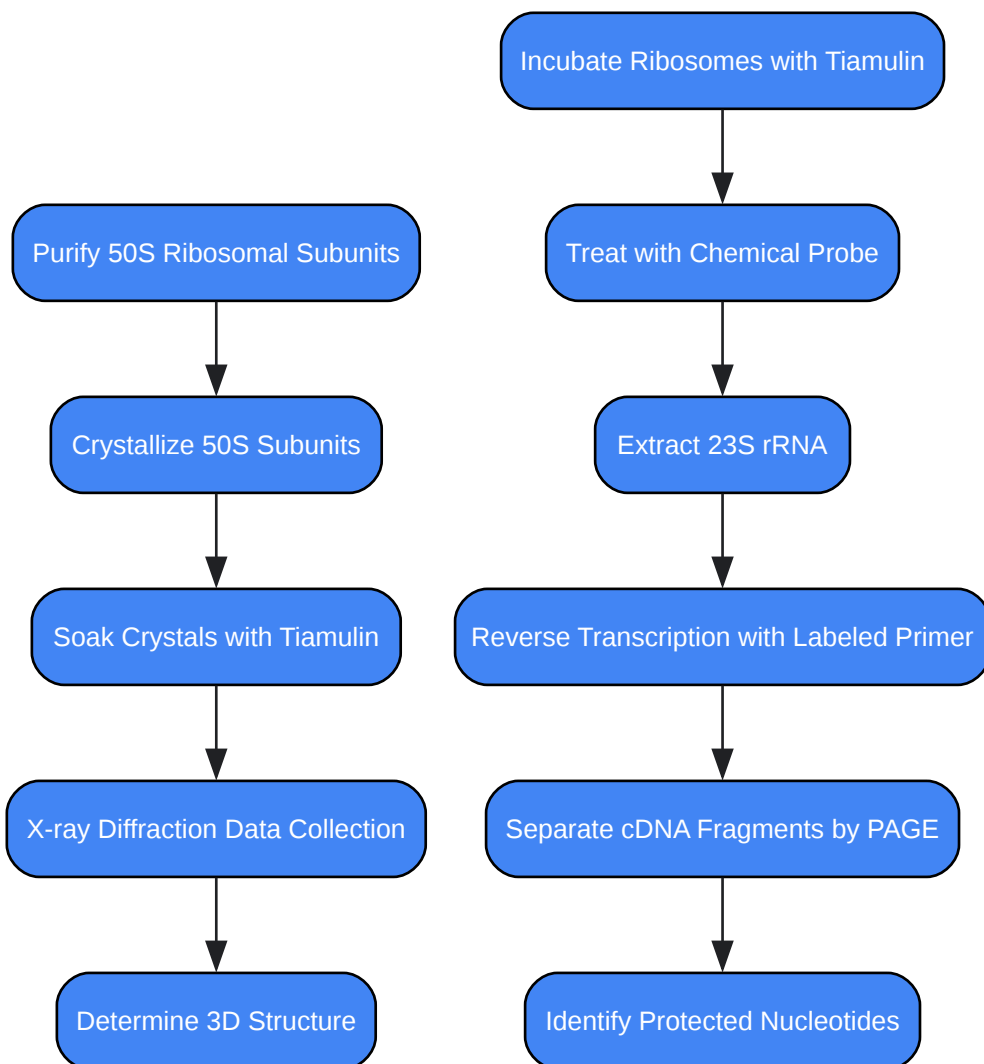 Incubate Ribosomes with Tiamulin
Purify 50S Ribosomal Subunits
Treat with Chemical Probe
Crystallize 50S Subunits
Extract 23S rRNA
Soak Crystals with Tiamulin
Reverse Transcription with Labeled Primer
X-ray Diffraction Data Collection
Separate cDNA Fragments by PAGE
Determine 3D Structure
Identify Protected Nucleotides